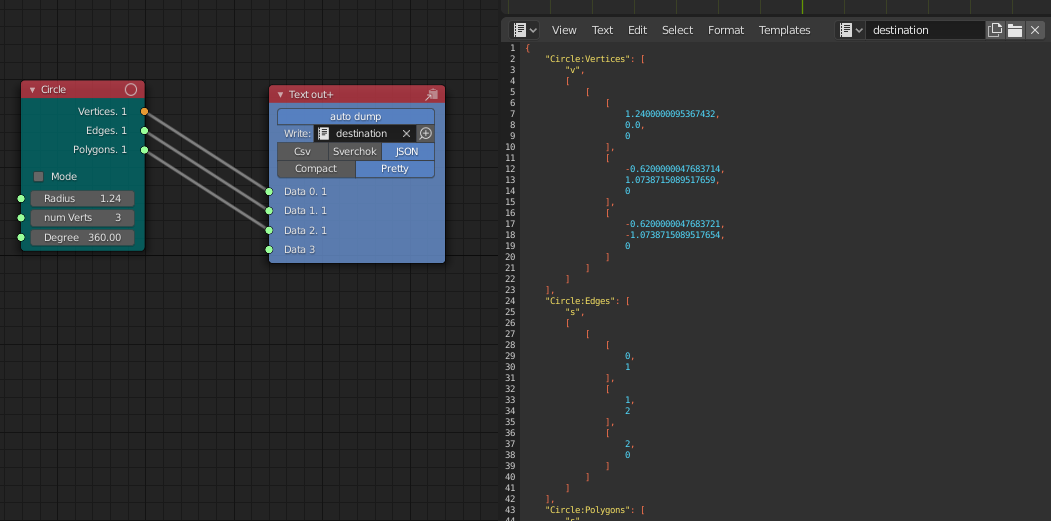 Circle
Vertices. 1
Edges. 1
Polygons. 1
Mode
Radius 1.24
num Verts 3
Degree 360.00
Text out+
auto dump
Write: destination
Csv Sverchok JSON
Compact Pretty
Data 0. 1
Data 1. 1
Data 2. 1
Data 3
View Text Edit Select Format Templates destination
1 {
2 "Circle:Vertices": [
3 "v",
4 [
5 [
6 [
7 1.2400000095367432,
8 0.0,
9 0
10 ],
11 [
12 -0.6200000047683714,
13 1.0738715089517659,
14 0
15 ],
16 [
17 -0.6200000047683721,
18 -1.0738715089517654,
19 0
20 ]
21 ]
22 ]
23 ],
24 "Circle:Edges": [
25 "s",
26 [
27 [
28 [
29 0,
30 1
31 ],
32 [
33 1,
34 2
35 ],
36 [
37 2,
38 0
39 ]
40 ]
41 ]
42 ],
43 "Circle:Polygons": [
44 "s",